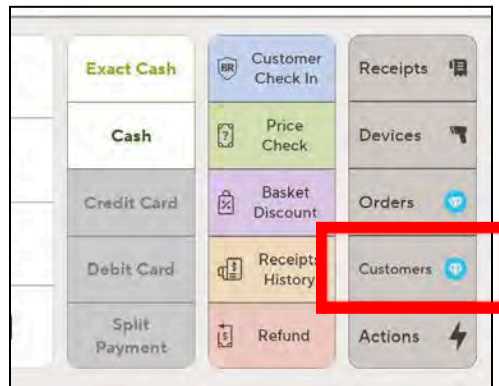 Exact Cash
Cash
Credit Card
Debit Card
Split
Payment
BR
Customer
Check In
?
Price
Check
%
Basket
Discount
$
Receipts
History
$
Refund
Receipts
Devices
Orders
Customers
Actions